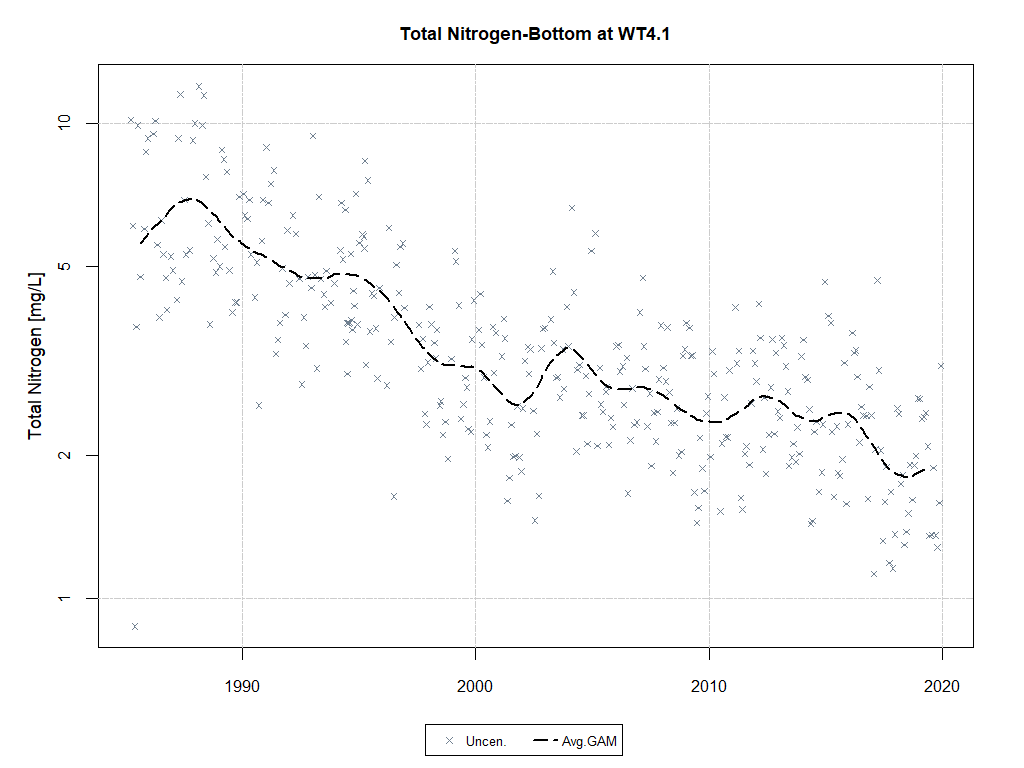 Total Nitrogen-Bottom at WT4.1
Total Nitrogen [mg/L]
10
5
2
1
1990 2000 2010 2020
Uncen. Avg.GAM